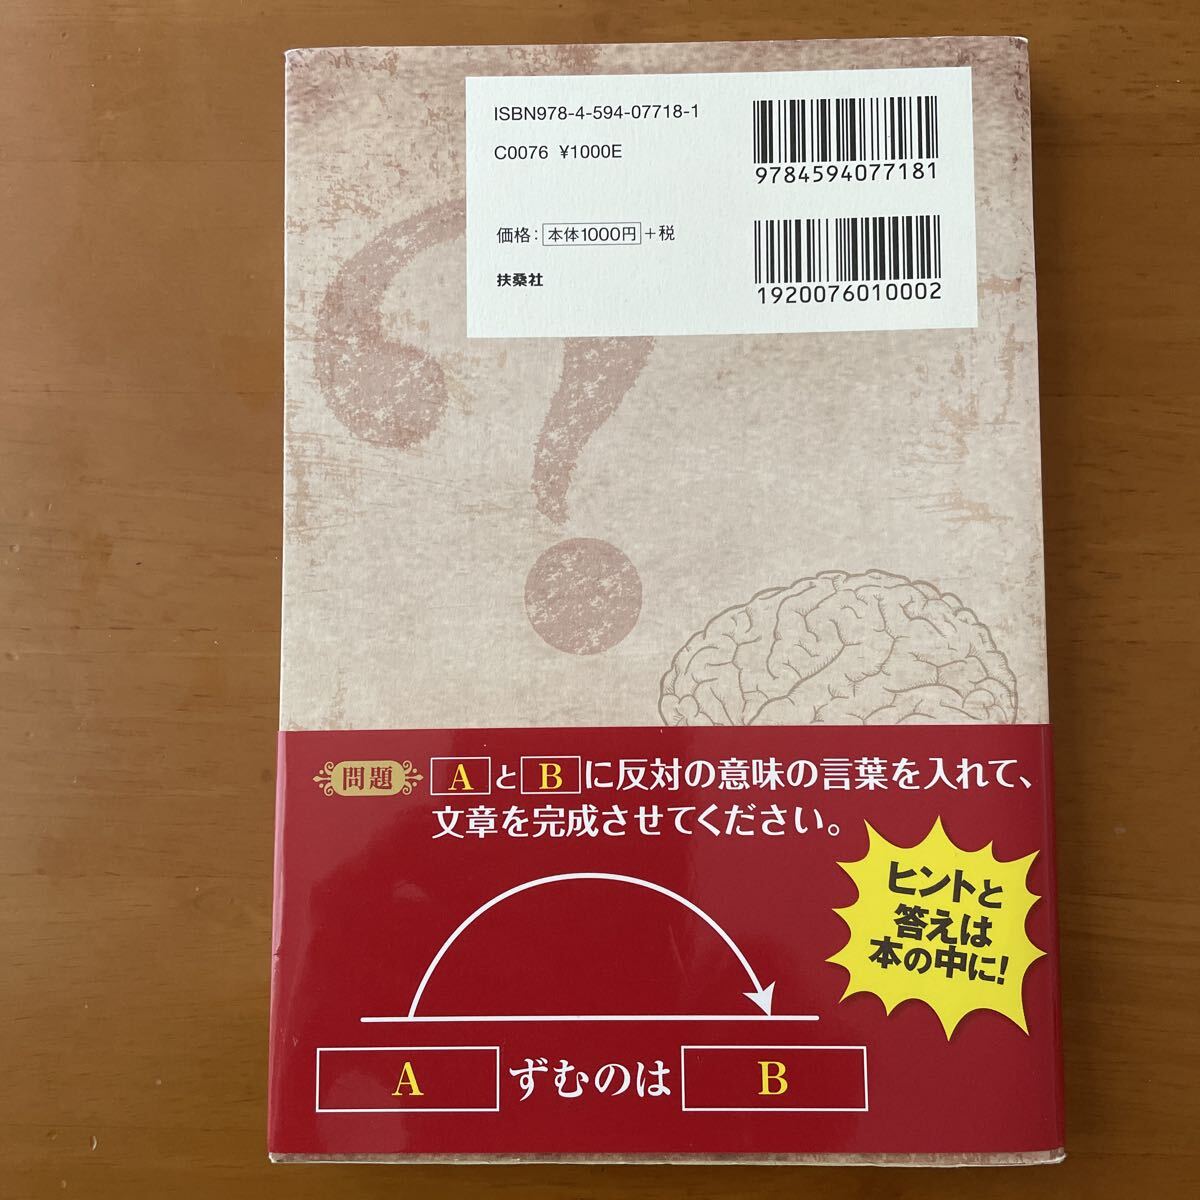 ISBN978-4-594-07718-1
C0076 ¥1000E
価格：本体1000円＋税
扶桑社
9784594077181
1920076010002
問題 AとBに反対の意味の言葉を入れて、
文章を完成させてください。
ヒントと
答えは
本の中に！
A ずむのは B